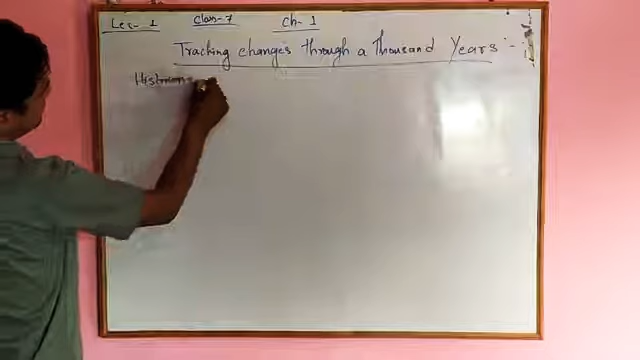 Lec- 1 Class-7 Ch-1
Tracking changes through a thousand Years :-